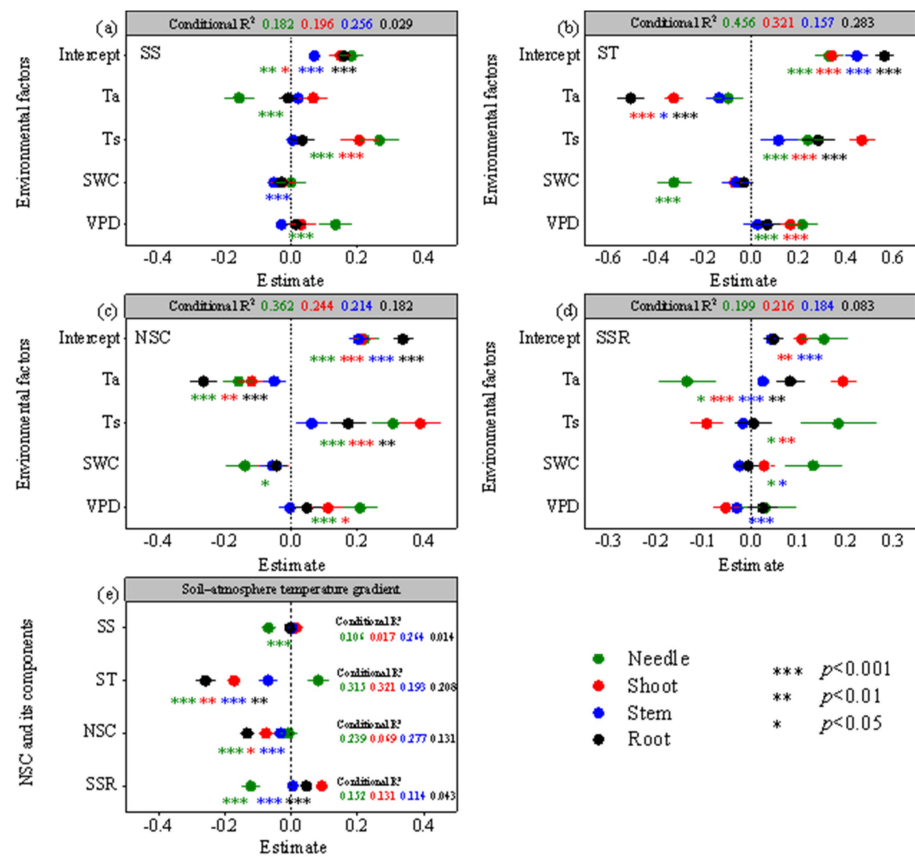 (a) Conditional R² 0.182 0.196 0.256 0.029
SS
Environmental factors
Intercept
** * *** ***
Ta
***
Ts
*** ***
SWC
***
VPD
***
-0.4 -0.2 0.0 0.2 0.4
Estimate
(b) Conditional R² 0.456 0.321 0.157 0.283
ST
Environmental factors
Intercept
*** *** *** ***
Ta
*** * ***
Ts
*** *** ***
SWC
***
VPD
*** ***
-0.6 -0.4 -0.2 0.0 0.2 0.4 0.6
Estimate
(c) Conditional R² 0.362 0.244 0.214 0.182
NSC
Environmental factors
Intercept
*** *** *** ***
Ta
*** ** ***
Ts
*** *** **
SWC
*
VPD
*** *
-0.4 -0.2 0.0 0.2 0.4
Estimate
(d) Conditional R² 0.199 0.216 0.184 0.083
SSR
Environmental factors
Intercept
** ***
Ta
* *** *** **
Ts
* **
SWC
* *
VPD
***
-0.3 -0.2 -0.1 0.0 0.1 0.2 0.3
Estimate
(e) Soil–atmosphere temperature gradient
NSC and its components
SS
Conditional R²
0.106 0.017 0.264 0.014
***
ST
Conditional R²
0.315 0.321 0.193 0.208
*** ** *** **
NSC
Conditional R²
0.239 0.069 0.277 0.131
*** * ***
SSR
Conditional R²
0.152 0.131 0.114 0.043
*** *** ***
-0.4 -0.2 0.0 0.2 0.4
Estimate
Needle
Shoot
Stem
Root
*** p<0.001
** p<0.01
* p<0.05